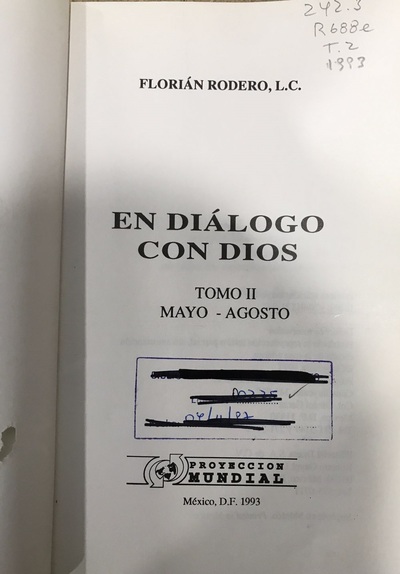 242.3
R688e
T.2
1993
FLORIÁN RODERO, L.C.
EN DIÁLOGO
CON DIOS
TOMO II
MAYO - AGOSTO
PROYECCION
MUNDIAL
México, D.F. 1993